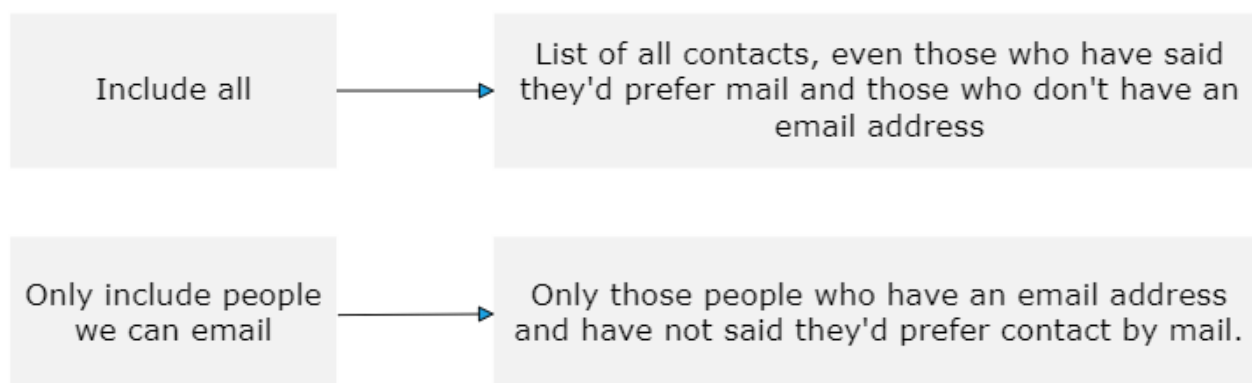 Include all
List of all contacts, even those who have said
they'd prefer mail and those who don't have an
email address
Only include people
we can email
Only those people who have an email address
and have not said they'd prefer contact by mail.